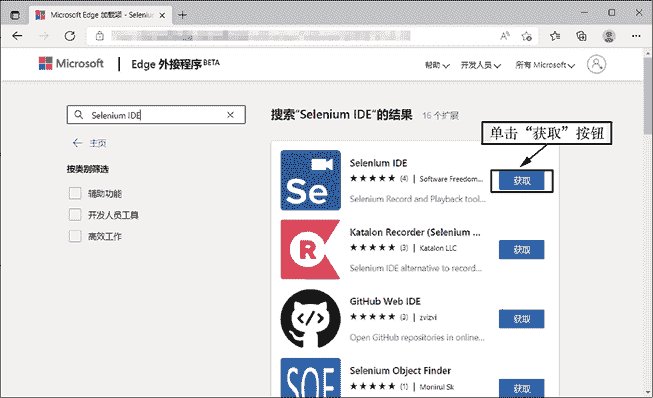 Microsoft Edge 加载项 - Seleniu
Microsoft
Edge 外接程序 BETA
帮助
开发人员
所有 Microsoft
Selenium IDE
主页
按类别筛选
辅助功能
开发人员工具
高效工作
搜索"Selenium IDE"的结果 16 个扩展
单击“获取”按钮
Se
Selenium IDE
(4) Software Freedom...
Selenium Record and Playback tool...
获取
R
Katalon Recorder (Selenium ...
(3) Katalon LLC
Selenium IDE alternative to record...
获取
GitHub Web IDE
(3) zvizvi
Open GitHub repositories in online...
获取
SOF
Selenium Object Finder
(1) Monirul Sk
获取